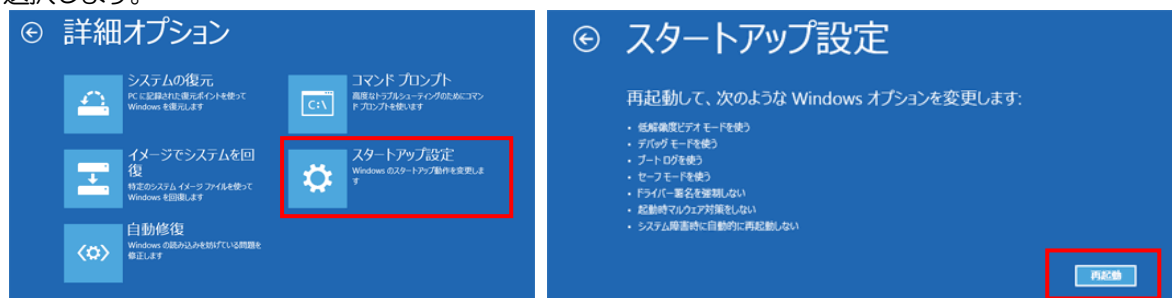 選択します。
詳細オプション
システムの復元
PC に記録された復元ポイントを使って
Windows を復元します
コマンド プロンプト
高度なトラブルシューティングのためにコマン
ド プロンプトを使います
C:\
イメージでシステムを回
復
特定のシステム イメージ ファイルを使って
Windows を回復します
スタートアップ設定
Windows のスタートアップ動作を変更しま
す
自動修復
Windows の読み込みを妨げている問題を
修正します
スタートアップ設定
再起動して、次のような Windows オプションを変更します:
• 低解像度ビデオ モードを使う
• デバッグ モードを使う
• ブート ログを使う
• セーフ モードを使う
• ドライバー署名を強制しない
• 起動時マルウェア対策をしない
• システム障害時に自動的に再起動しない
再起動